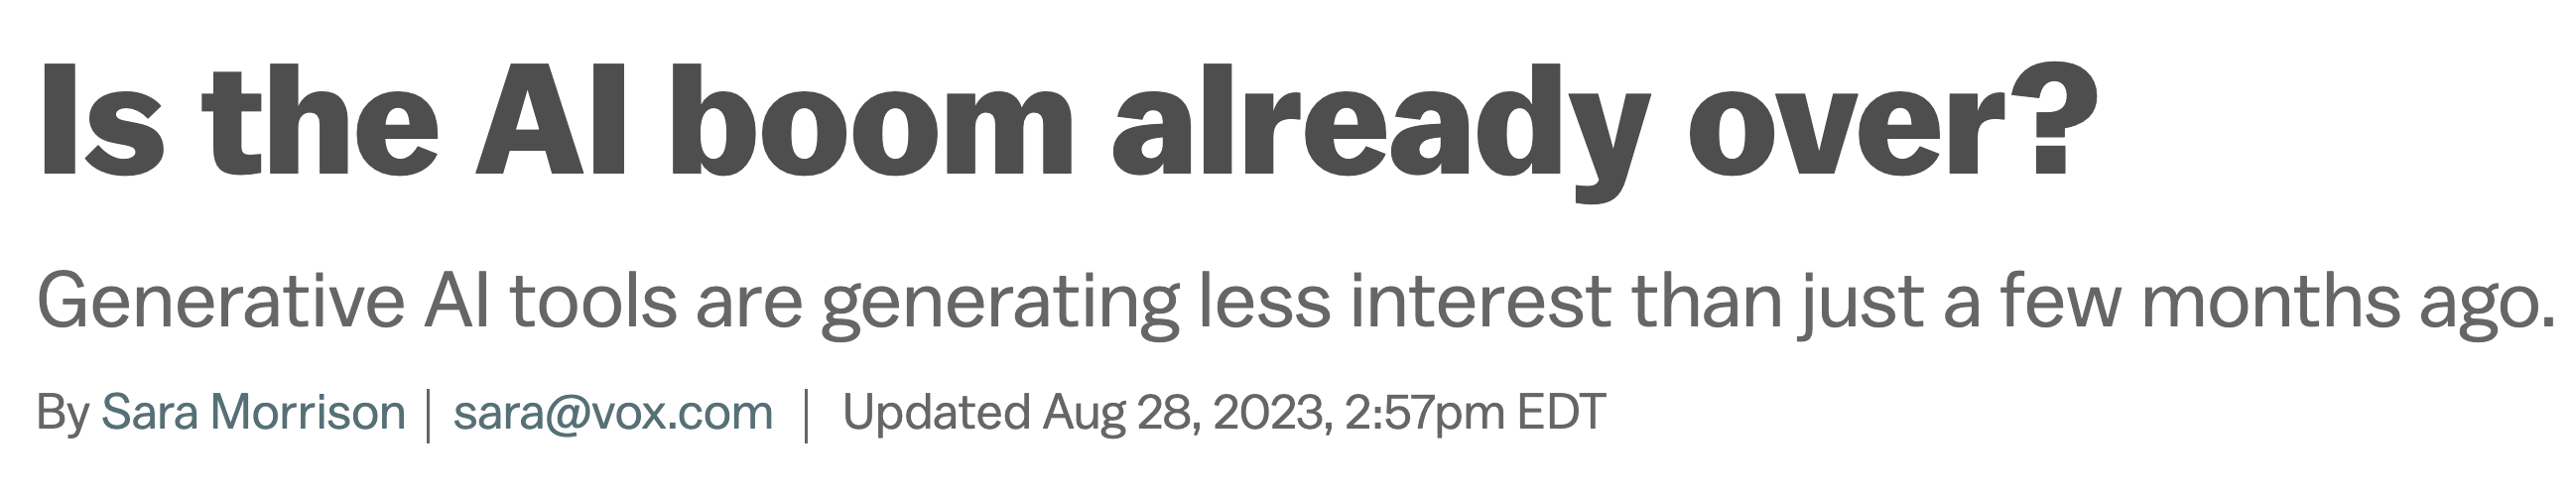 Is the AI boom already over?
Generative AI tools are generating less interest than just a few months ago.
By Sara Morrison | sara@vox.com | Updated Aug 28, 2023, 2:57pm EDT